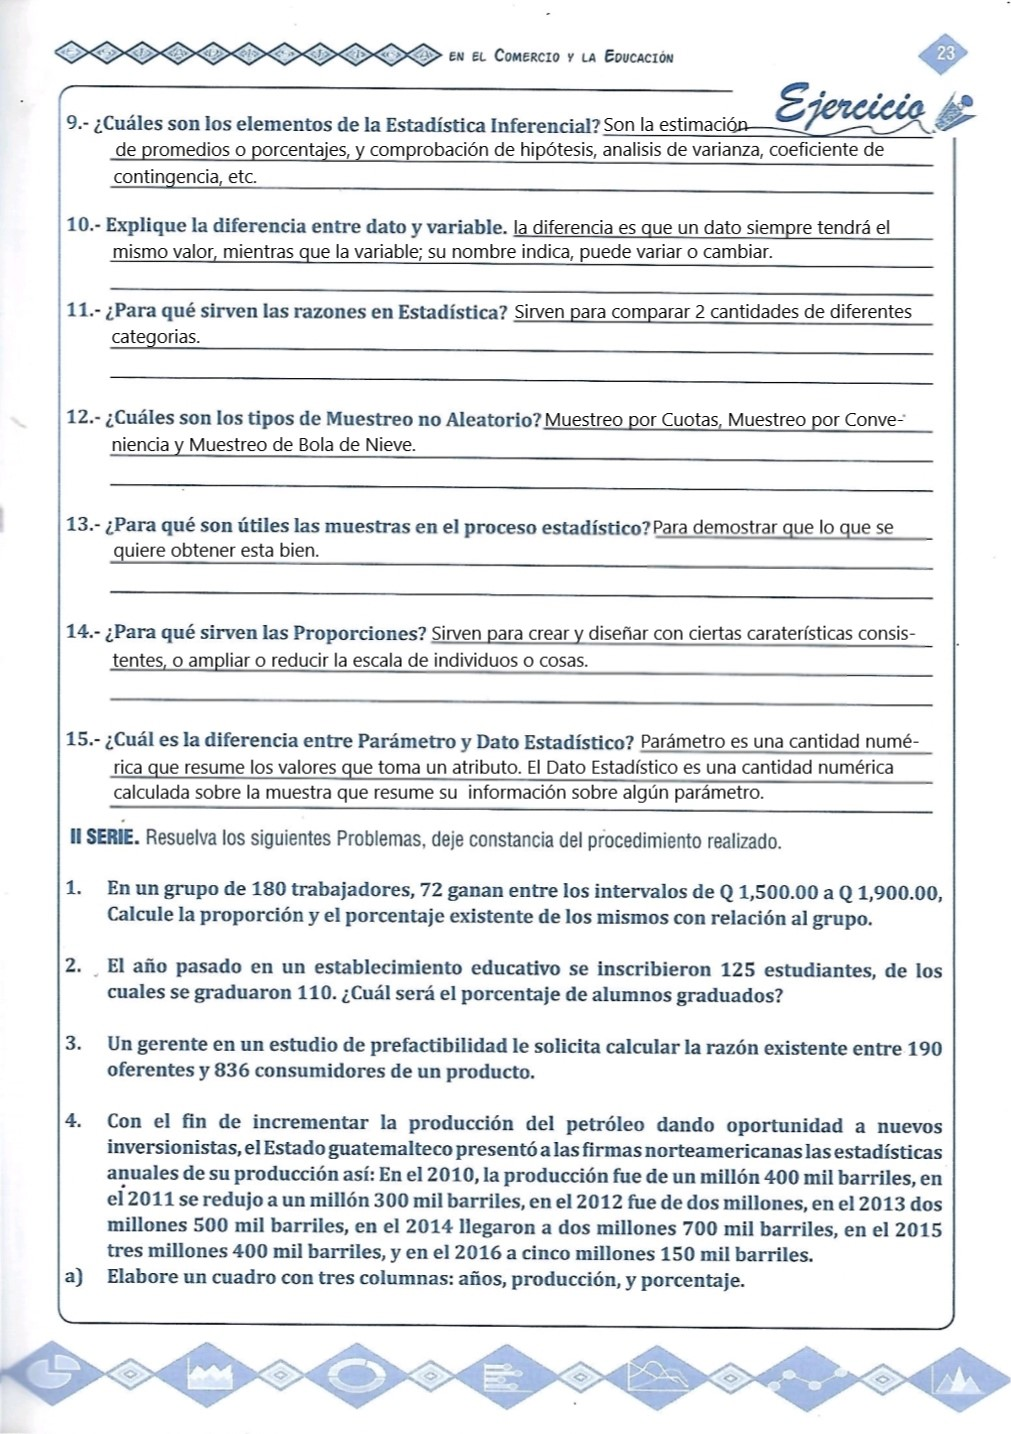 EN EL COMERCIO Y LA EDUCACIÓN
23
Ejercicio
9.- ¿Cuáles son los elementos de la Estadística Inferencial? Son la estimación
de promedios o porcentajes, y comprobación de hipótesis, analisis de varianza, coeficiente de
contingencia, etc.
10.- Explique la diferencia entre dato y variable. la diferencia es que un dato siempre tendrá el
mismo valor, mientras que la variable; su nombre indica, puede variar o cambiar.
11.- ¿Para qué sirven las razones en Estadística? Sirven para comparar 2 cantidades de diferentes
categorias.
12.- ¿Cuáles son los tipos de Muestreo no Aleatorio? Muestreo por Cuotas, Muestreo por Conve-
niencia y Muestreo de Bola de Nieve.
13.- ¿Para qué son útiles las muestras en el proceso estadístico? Para demostrar que lo que se
quiere obtener esta bien.
14.- ¿Para qué sirven las Proporciones? Sirven para crear y diseñar con ciertas caraterísticas consis-
tentes, o ampliar o reducir la escala de individuos o cosas.
15.- ¿Cuál es la diferencia entre Parámetro y Dato Estadístico? Parámetro es una cantidad numé-
rica que resume los valores que toma un atributo. El Dato Estadístico es una cantidad numérica
calculada sobre la muestra que resume su información sobre algún parámetro.
II SERIE. Resuelva los siguientes Problemas, deje constancia del procedimiento realizado.
1. En un grupo de 180 trabajadores, 72 ganan entre los intervalos de Q 1,500.00 a Q 1,900.00,
Calcule la proporción y el porcentaje existente de los mismos con relación al grupo.
2. El año pasado en un establecimiento educativo se inscribieron 125 estudiantes, de los
cuales se graduaron 110. ¿Cuál será el porcentaje de alumnos graduados?
3. Un gerente en un estudio de prefactibilidad le solicita calcular la razón existente entre 190
oferentes y 836 consumidores de un producto.
4. Con el fin de incrementar la producción del petróleo dando oportunidad a nuevos
inversionistas, el Estado guatemalteco presentó a las firmas norteamericanas las estadísticas
anuales de su producción así: En el 2010, la producción fue de un millón 400 mil barriles, en
el 2011 se redujo a un millón 300 mil barriles, en el 2012 fue de dos millones, en el 2013 dos
millones 500 mil barriles, en el 2014 llegaron a dos millones 700 mil barriles, en el 2015
tres millones 400 mil barriles, y en el 2016 a cinco millones 150 mil barriles.
a) Elabore un cuadro con tres columnas: años, producción, y porcentaje.